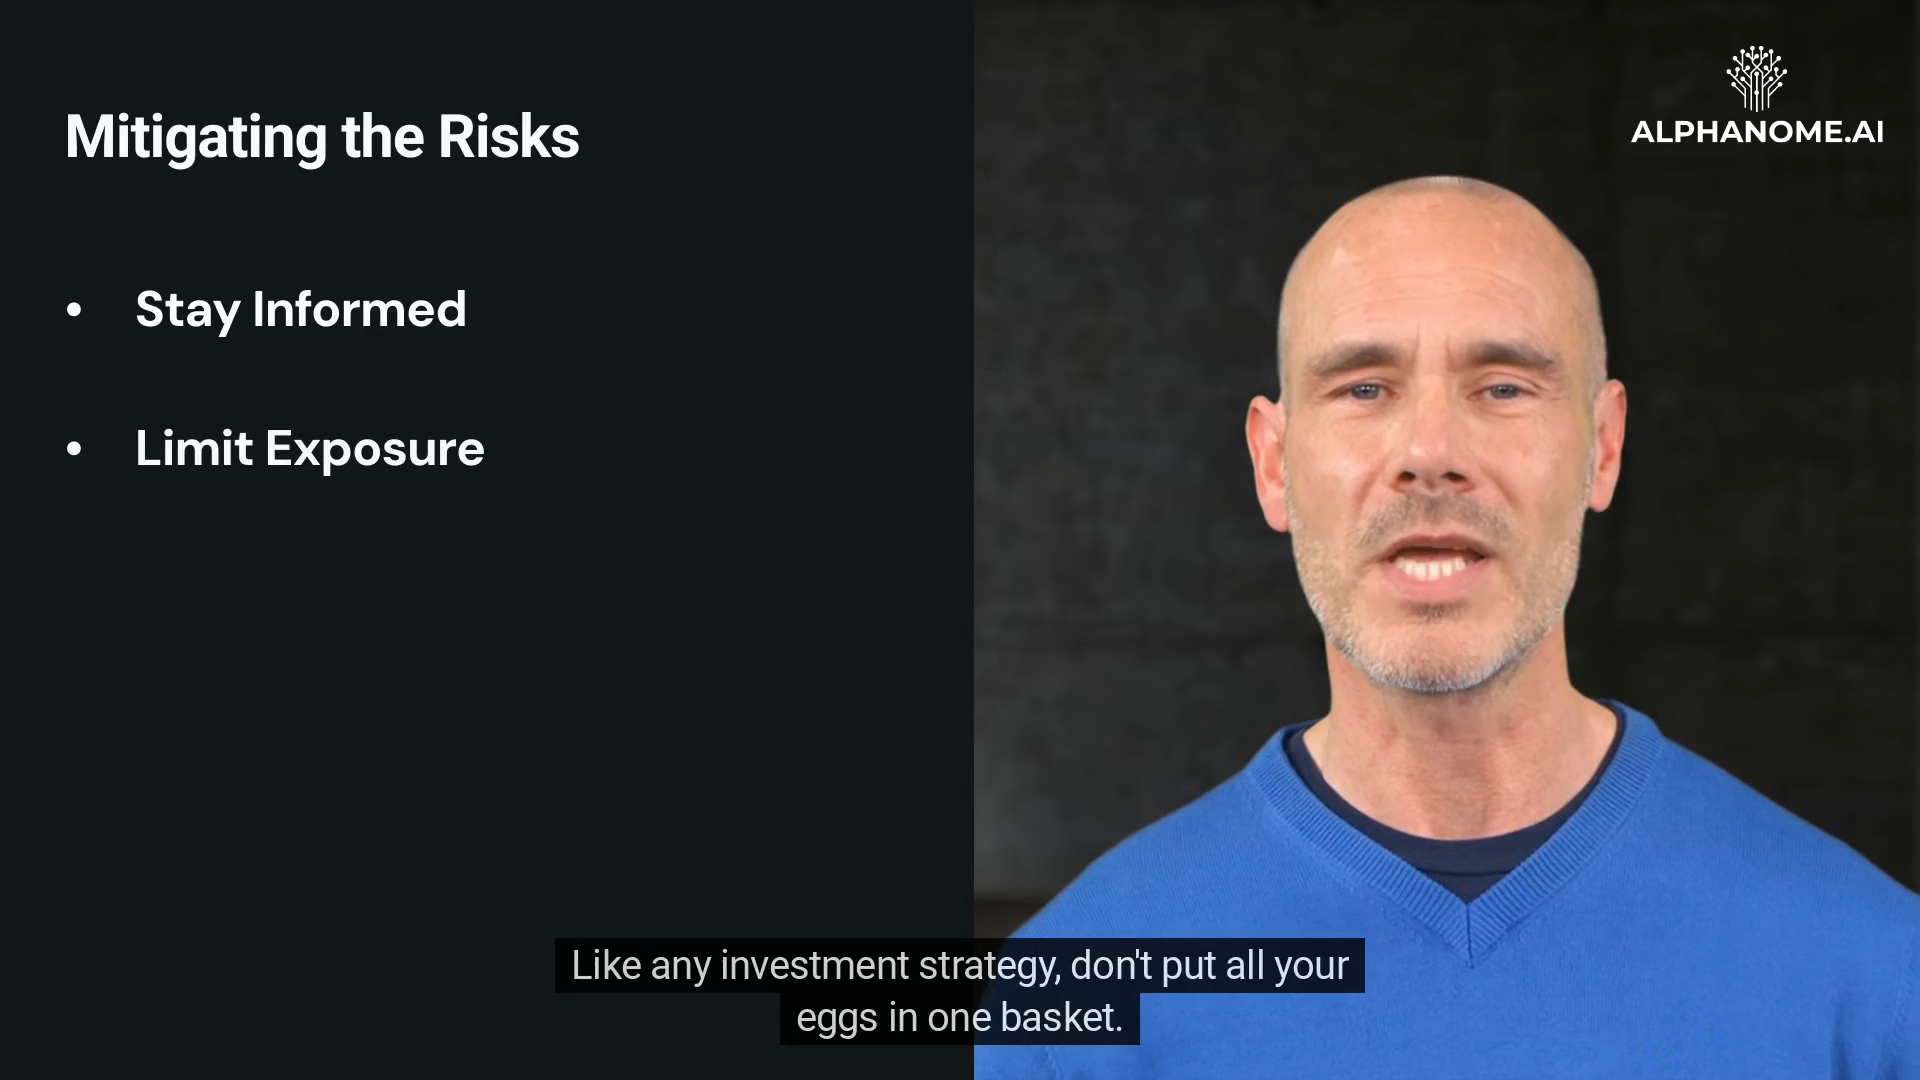 Mitigating the Risks
ALPHANOME.AI
• Stay Informed
• Limit Exposure
Like any investment strategy, don't put all your
eggs in one basket.